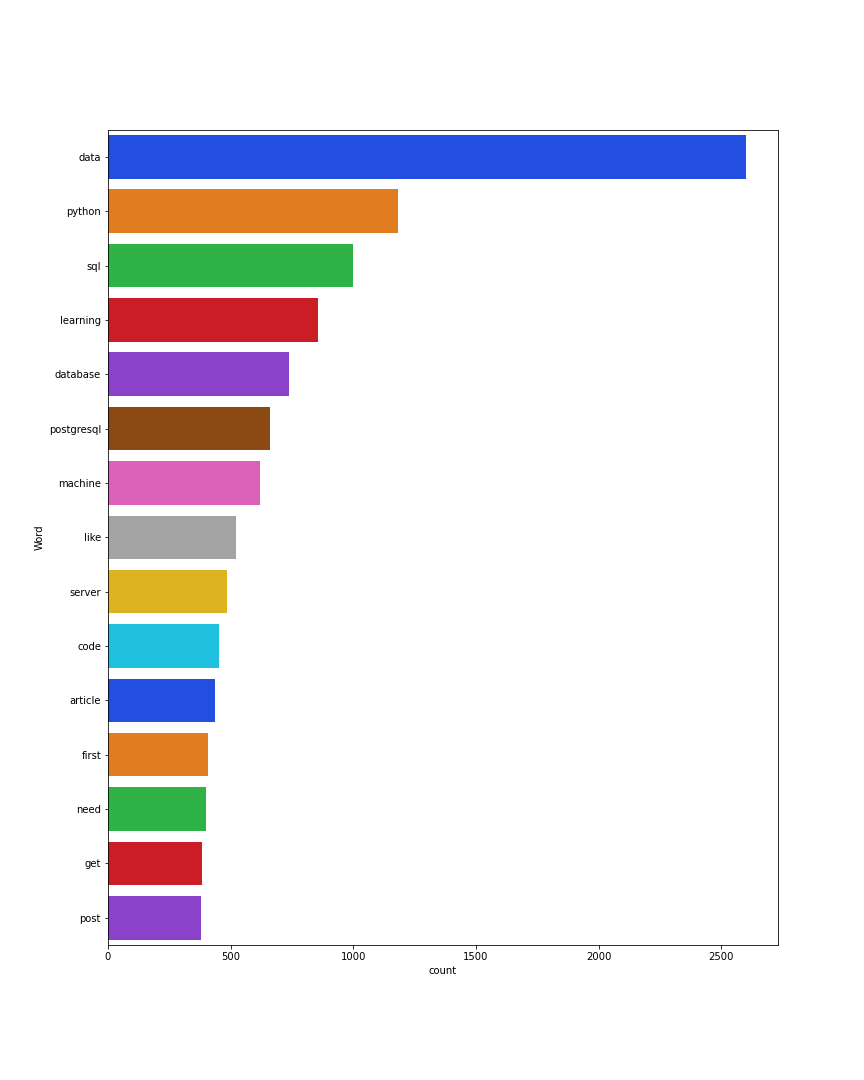 data
python
sql
learning
database
postgresql
machine
like
server
code
article
first
need
get
post
Word
0 500 1000 1500 2000 2500
count